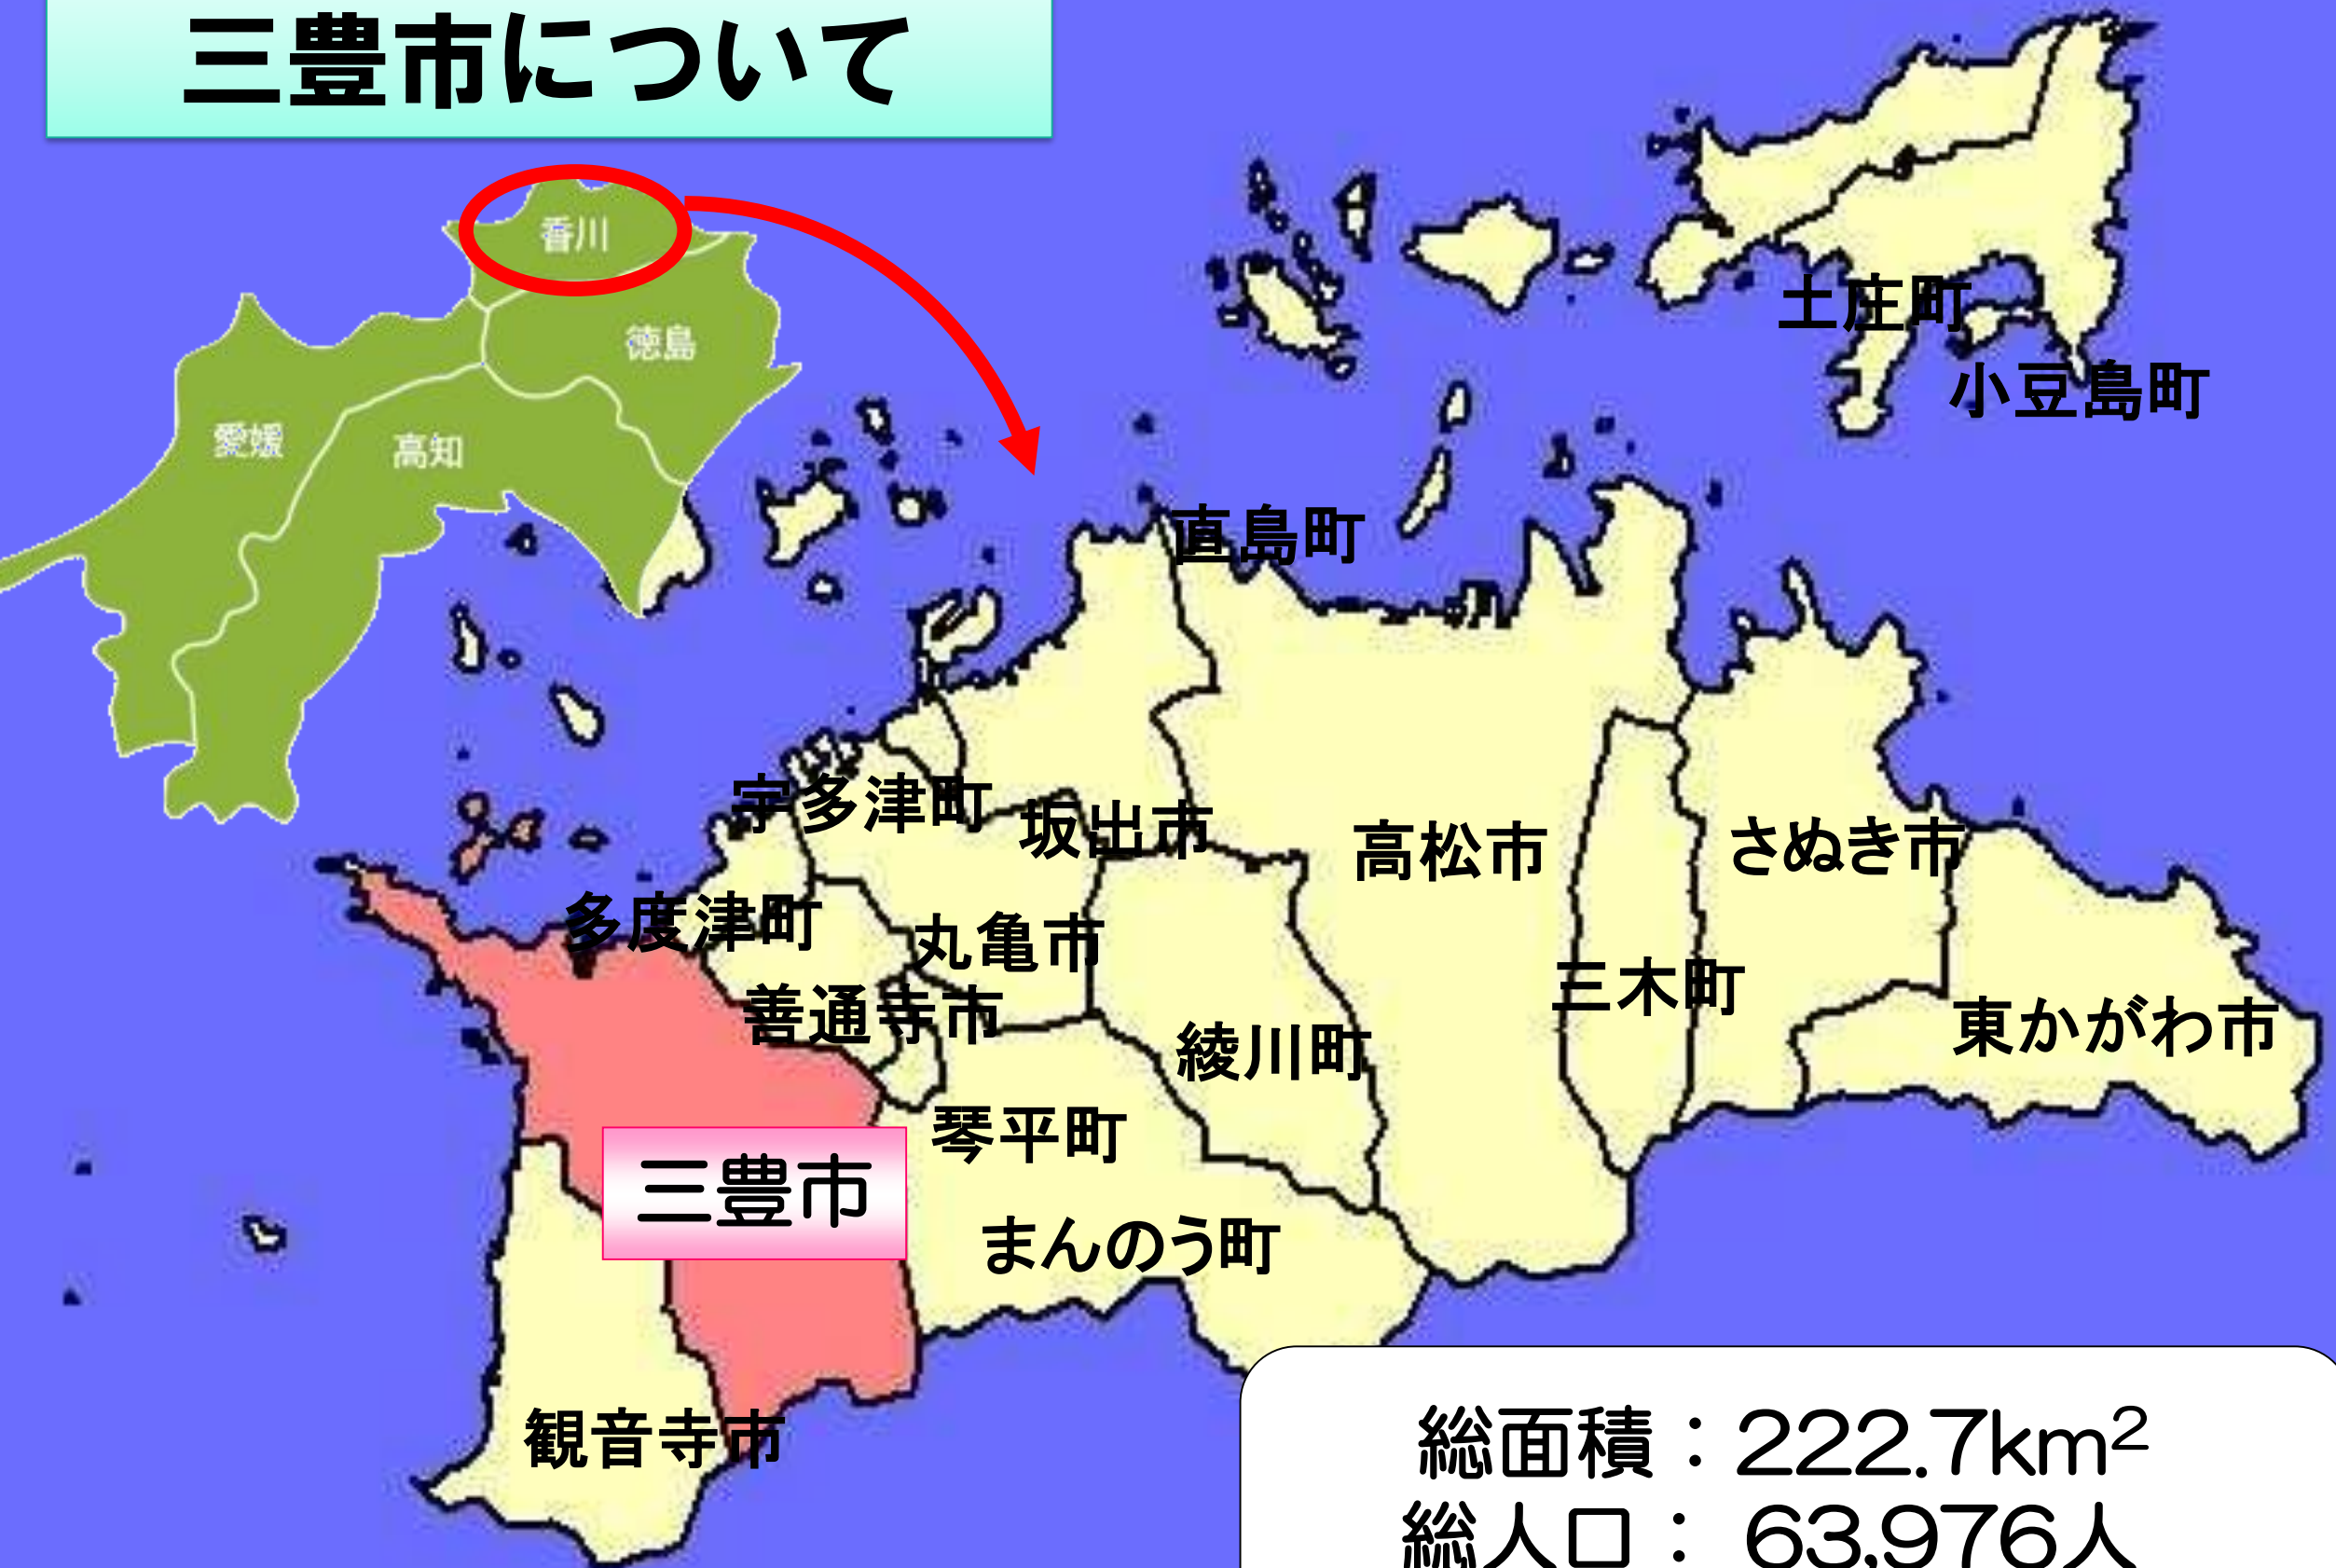 三豊市について
香川
徳島
愛媛
高知
土庄町
小豆島町
直島町
宇多津町
坂出市
高松市
さぬき市
多度津町
丸亀市
善通寺市
三木町
東かがわ市
綾川町
琴平町
三豊市
まんのう町
観音寺市
総面積：222.7km²
総人口： 63,976人